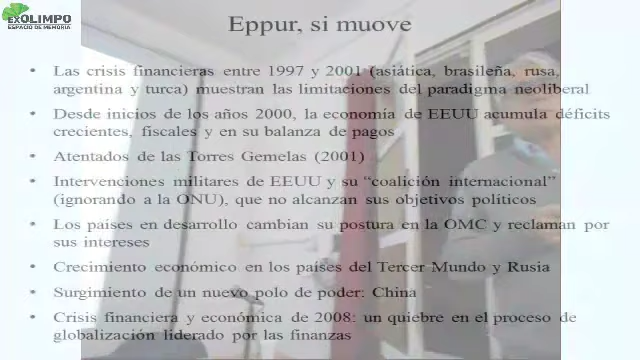 EXOLIMPO
ESPACIO DE MEMORIA
Eppur, si muove
• Las crisis financieras entre 1997 y 2001 (asiática, brasileña, rusa,
argentina y turca) muestran las limitaciones del paradigma neoliberal
• Desde inicios de los años 2000, la economía de EEUU acumula déficits
crecientes, fiscales y en su balanza de pagos
• Atentados de las Torres Gemelas (2001)
• Intervenciones militares de EEUU y su “coalición internacional”
(ignorando a la ONU), que no alcanzan sus objetivos políticos
• Los países en desarrollo cambian su postura en la OMC y reclaman por
sus intereses
• Crecimiento económico en los países del Tercer Mundo y Rusia
• Surgimiento de un nuevo polo de poder: China
• Crisis financiera y económica de 2008: un quiebre en el proceso de
globalización liderado por las finanzas